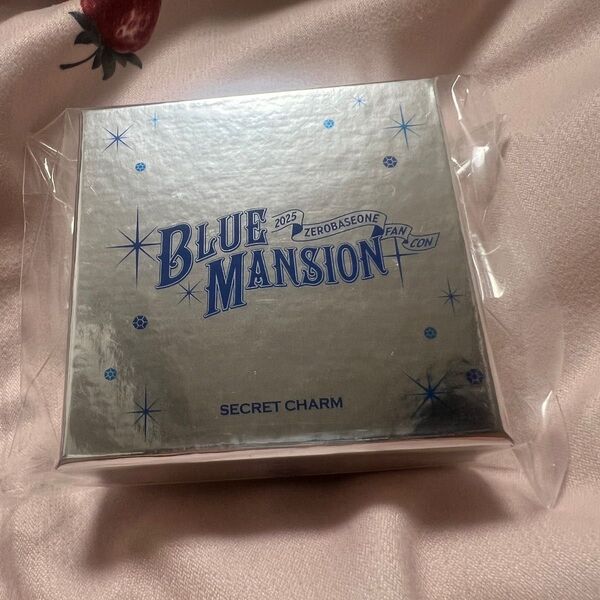 BLUE 2025 ZEROBASEONE FAN CON
MANSION
SECRET CHARM